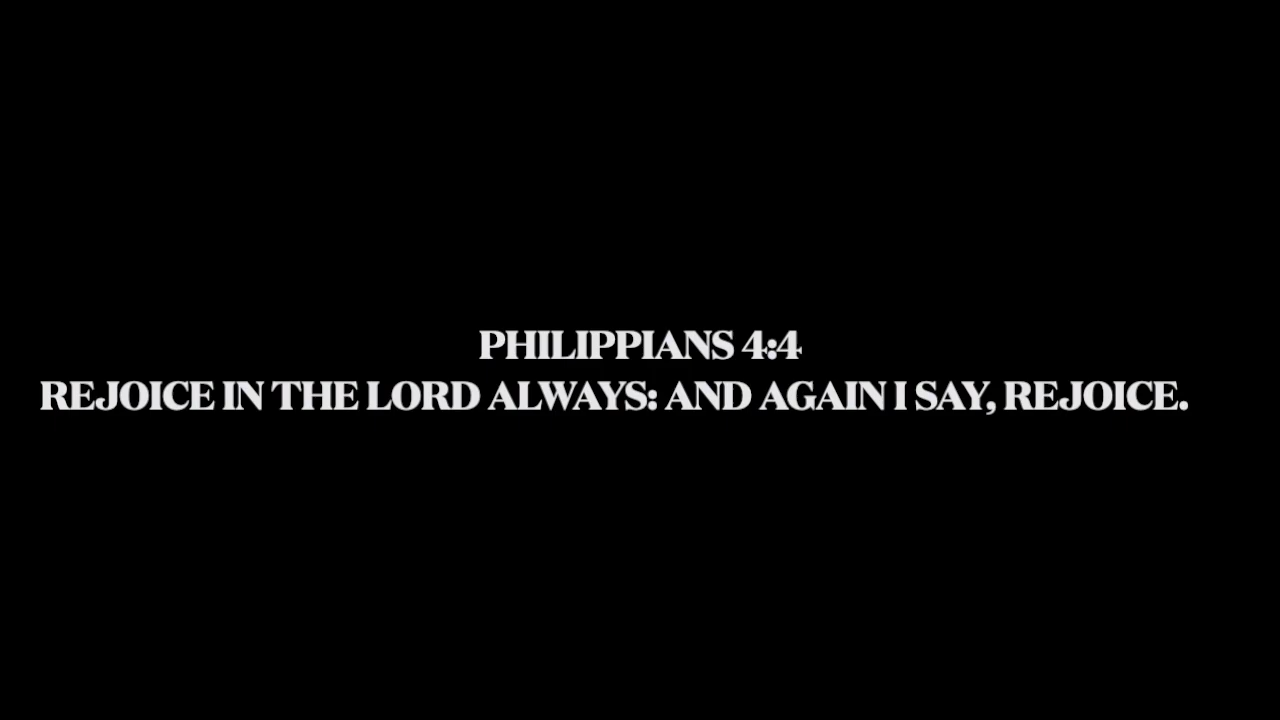 PHILIPPIANS 4:4
REJOICE IN THE LORD ALWAYS: AND AGAIN I SAY, REJOICE.